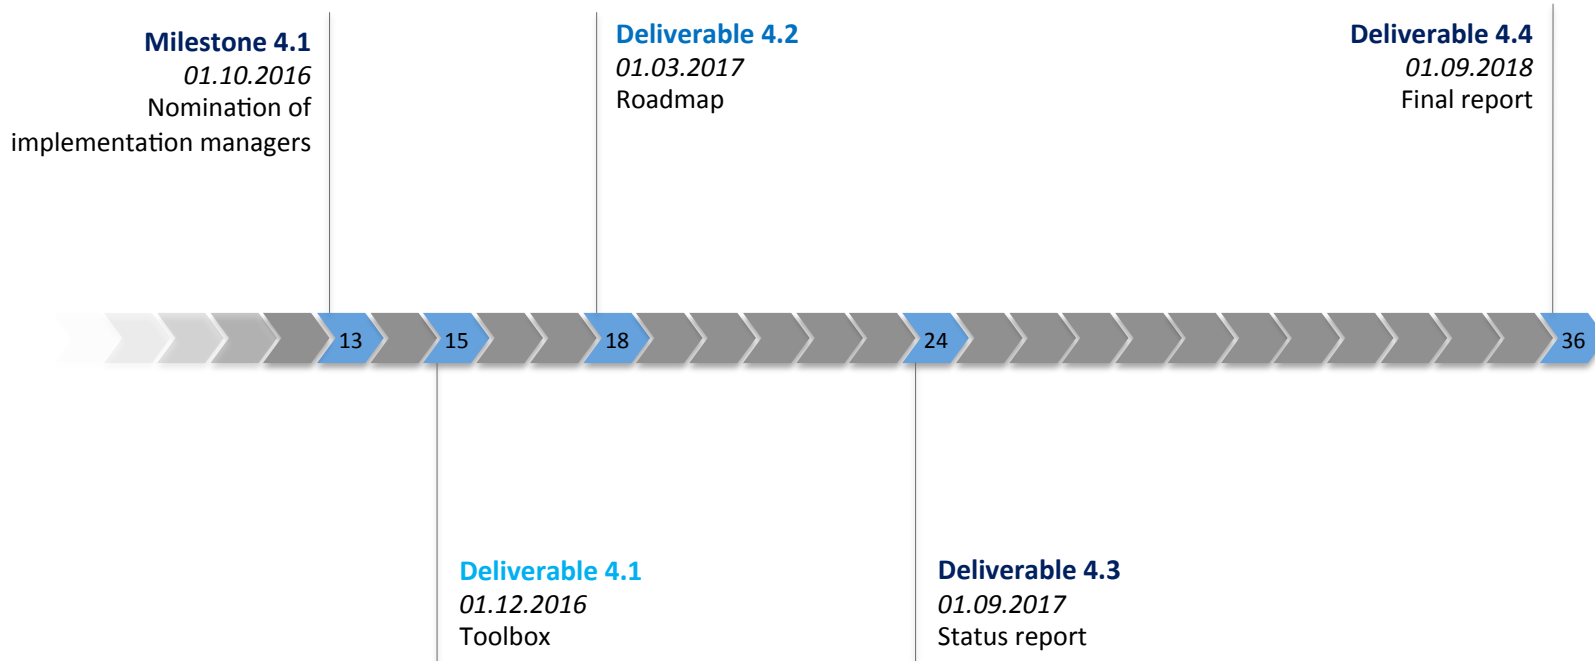 Milestone 4.1
01.10.2016
Nomination of
implementation managers
Deliverable 4.2
01.03.2017
Roadmap
Deliverable 4.4
01.09.2018
Final report
13
15
18
24
36
Deliverable 4.1
01.12.2016
Toolbox
Deliverable 4.3
01.09.2017
Status report